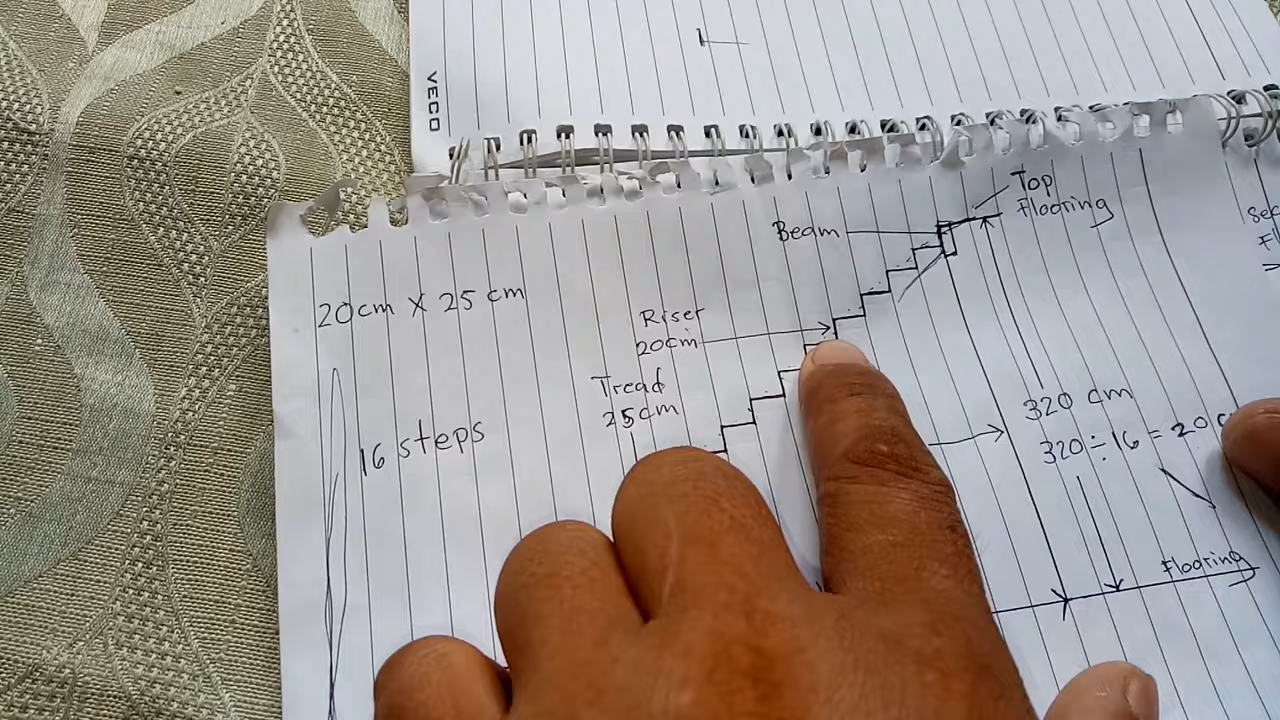 VECO
Top
Flooring
Beam
20cm X 25 cm
Riser
20cm
Tread
25cm
16 steps
320 cm
320 ÷ 16 = 20
Flooring